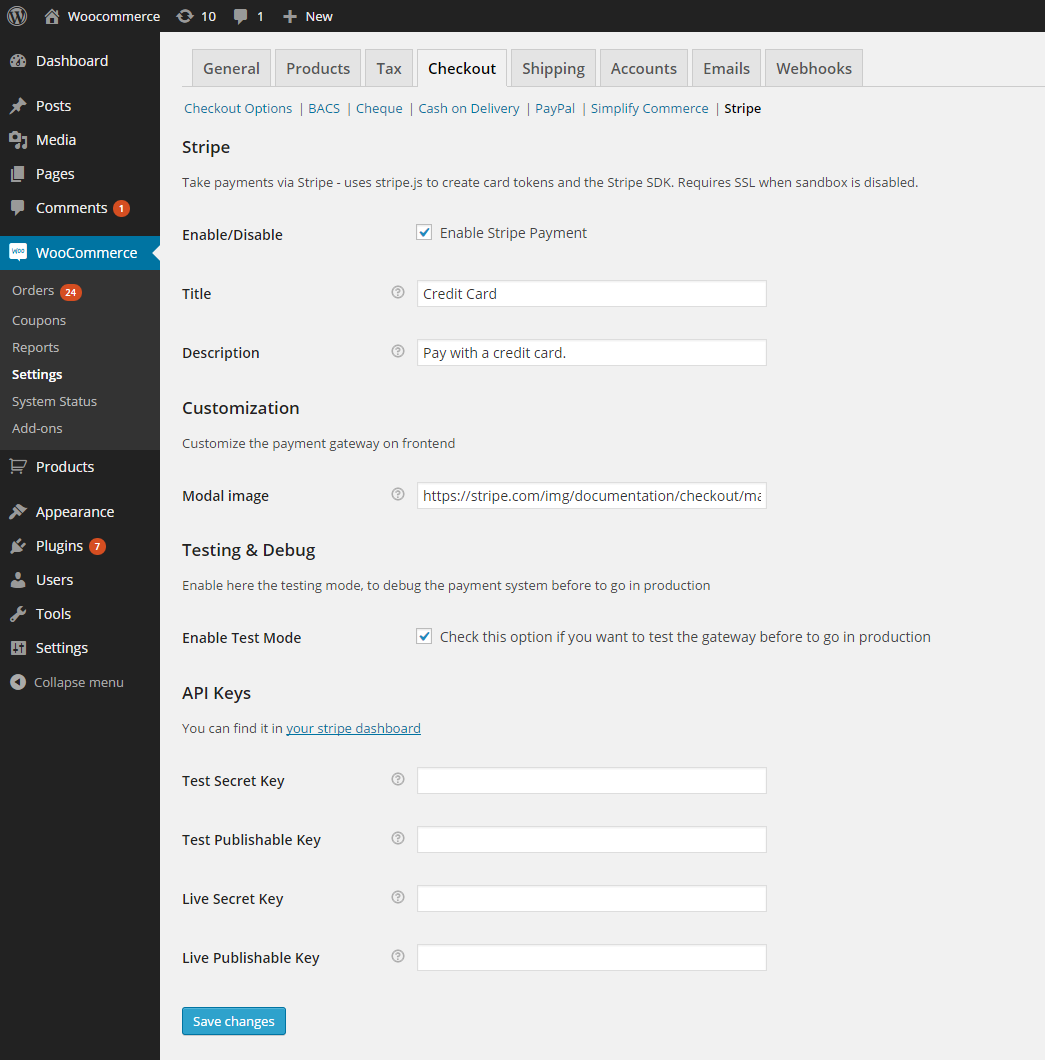 Woocommerce 10 1 New
Dashboard
Posts
Media
Pages
Comments 1
WooCommerce
Orders 24
Coupons
Reports
Settings
System Status
Add-ons
Products
Appearance
Plugins 7
Users
Tools
Settings
Collapse menu
General Products Tax Checkout Shipping Accounts Emails Webhooks
Checkout Options | BACS | Cheque | Cash on Delivery | PayPal | Simplify Commerce | Stripe
Stripe
Take payments via Stripe - uses stripe.js to create card tokens and the Stripe SDK. Requires SSL when sandbox is disabled.
Enable/Disable Enable Stripe Payment
Title ? Credit Card
Description ? Pay with a credit card.
Customization
Customize the payment gateway on frontend
Modal image ? https://stripe.com/img/documentation/checkout/ma
Testing & Debug
Enable here the testing mode, to debug the payment system before to go in production
Enable Test Mode Check this option if you want to test the gateway before to go in production
API Keys
You can find it in your stripe dashboard
Test Secret Key ?
Test Publishable Key ?
Live Secret Key ?
Live Publishable Key ?
Save changes